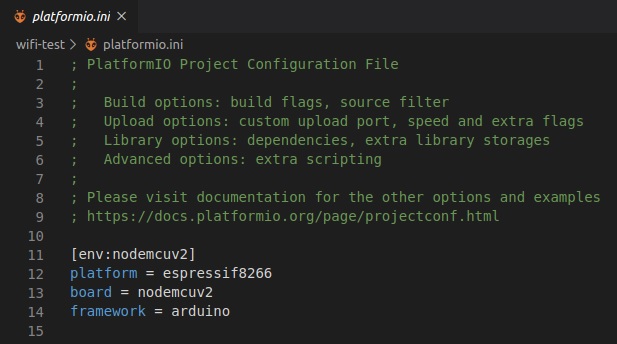 platformio.ini ×
wifi-test > platformio.ini
1 ; PlatformIO Project Configuration File
2 ;
3 ;   Build options: build flags, source filter
4 ;   Upload options: custom upload port, speed and extra flags
5 ;   Library options: dependencies, extra library storages
6 ;   Advanced options: extra scripting
7 ;
8 ; Please visit documentation for the other options and examples
9 ; https://docs.platformio.org/page/projectconf.html
10
11 [env:nodemcuv2]
12 platform = espressif8266
13 board = nodemcuv2
14 framework = arduino
15